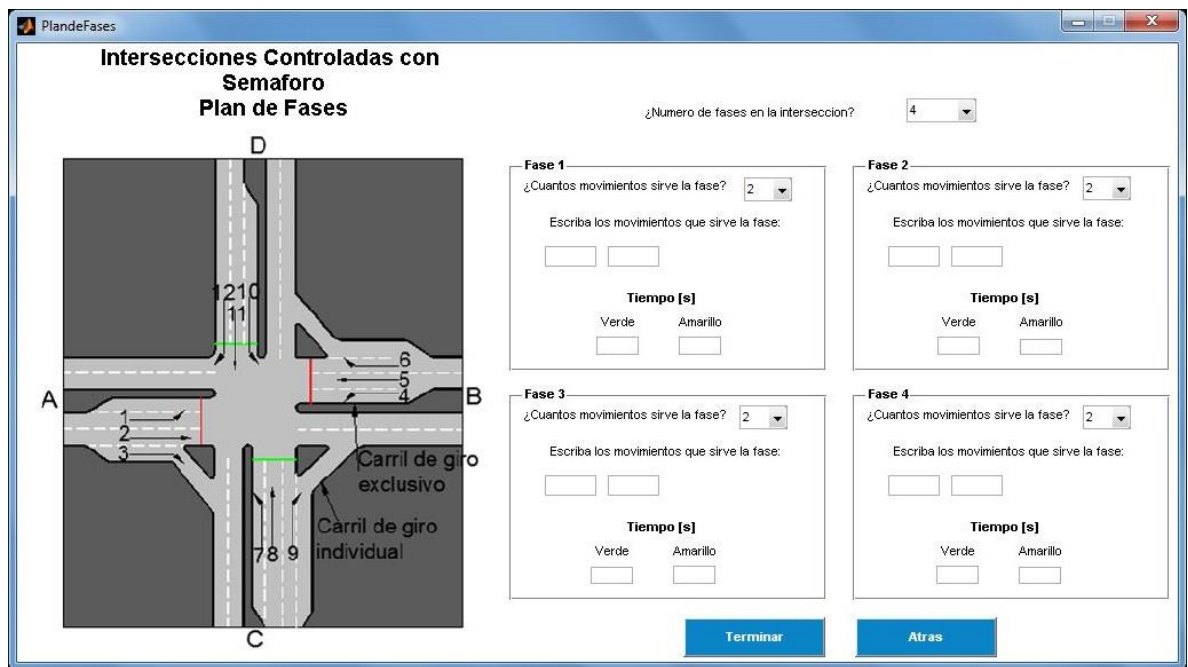 PlandeFases
Intersecciones Controladas con
Semaforo
Plan de Fases
D
12 10
11
6
5
4
A
B
1
2
3
Carril de giro
exclusivo
Carril de giro
individual
7 8 9
C
¿Numero de fases en la interseccion? 4
Fase 1
¿Cuantos movimientos sirve la fase? 2
Escriba los movimientos que sirve la fase:
Tiempo [s]
Verde Amarillo
Fase 2
¿Cuantos movimientos sirve la fase? 2
Escriba los movimientos que sirve la fase:
Tiempo [s]
Verde Amarillo
Fase 3
¿Cuantos movimientos sirve la fase? 2
Escriba los movimientos que sirve la fase:
Tiempo [s]
Verde Amarillo
Fase 4
¿Cuantos movimientos sirve la fase? 2
Escriba los movimientos que sirve la fase:
Tiempo [s]
Verde Amarillo
Terminar
Atras